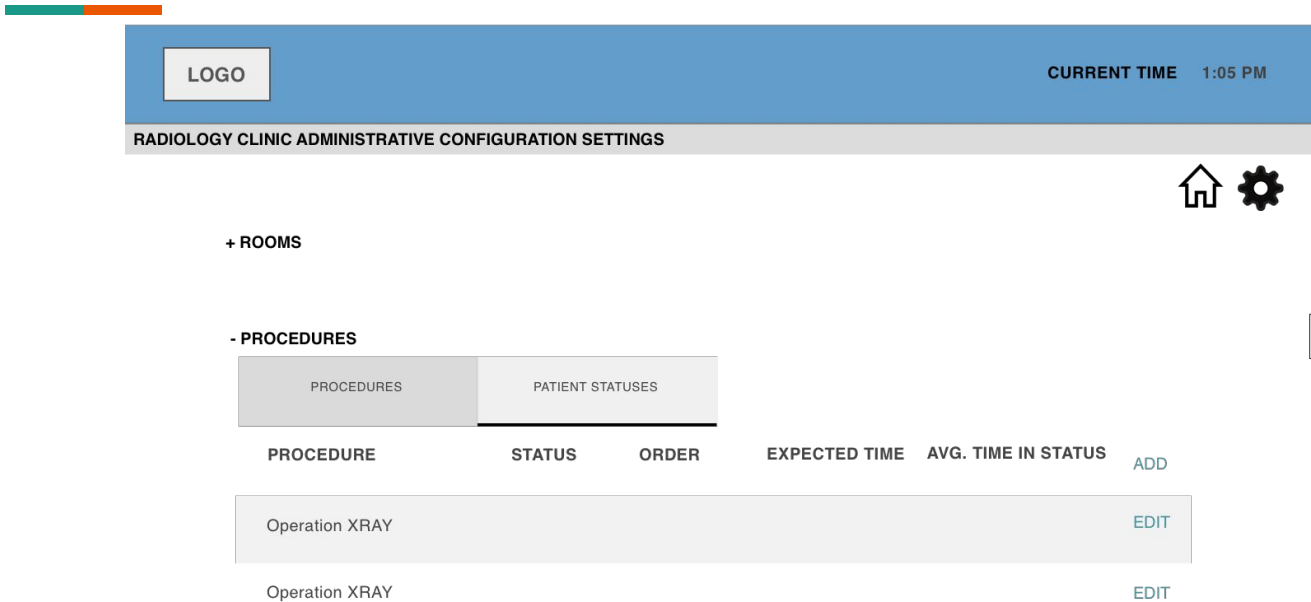 LOGO
CURRENT TIME 1:05 PM
RADIOLOGY CLINIC ADMINISTRATIVE CONFIGURATION SETTINGS
+ ROOMS
- PROCEDURES
PROCEDURES PATIENT STATUSES
PROCEDURE STATUS ORDER EXPECTED TIME AVG. TIME IN STATUS ADD
Operation XRAY EDIT
Operation XRAY EDIT